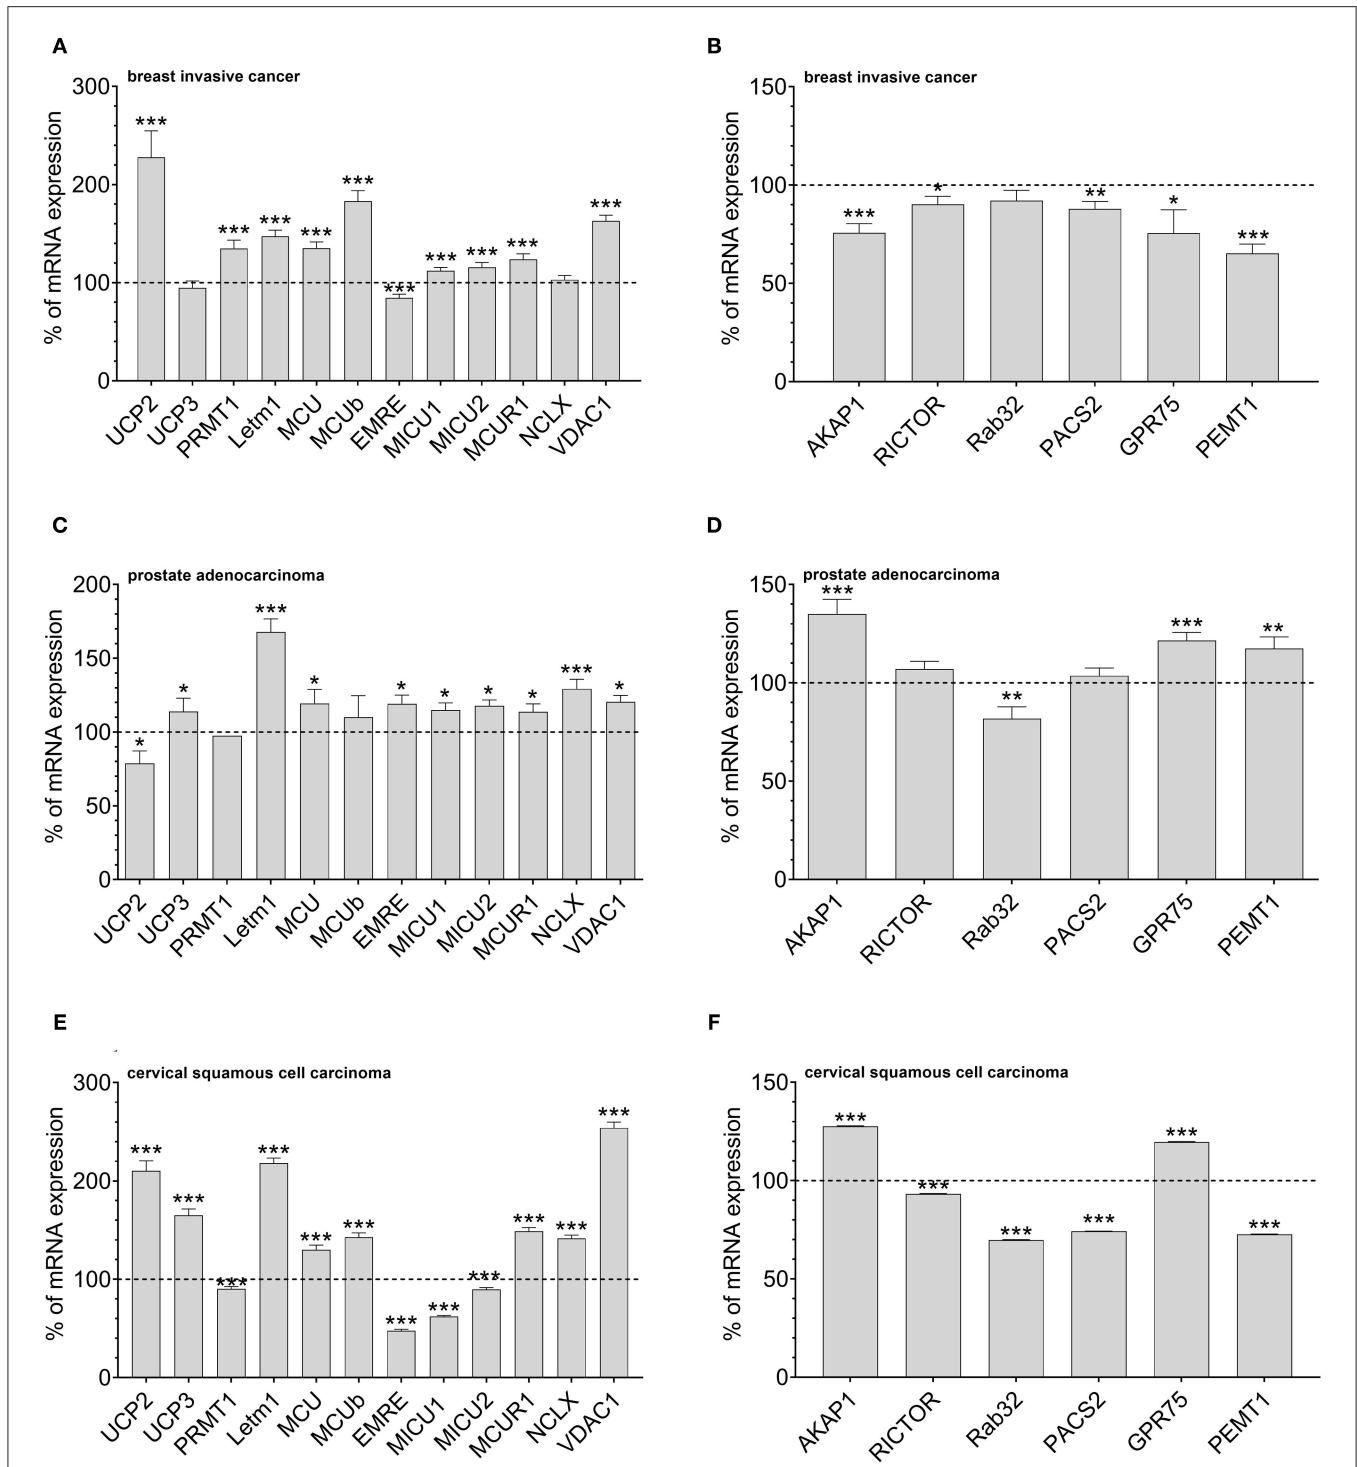 A
breast invasive cancer
% of mRNA expression
300
200
100
0
***
***
***
***
***
***
***
***
***
***
UCP2
UCP3
PRMT1
Letm1
MCU
MCUb
EMRE
MICU1
MICU2
MCUR1
NCLX
VDAC1
B
breast invasive cancer
% of mRNA expression
150
100
50
0
***
*
**
*
***
AKAP1
RICTOR
Rab32
PACS2
GPR75
PEMT1
C
prostate adenocarcinoma
% of mRNA expression
200
150
100
50
0
*
*
***
*
*
*
*
*
***
*
UCP2
UCP3
PRMT1
Letm1
MCU
MCUb
EMRE
MICU1
MICU2
MCUR1
NCLX
VDAC1
D
prostate adenocarcinoma
% of mRNA expression
150
100
50
0
***
**
***
**
AKAP1
RICTOR
Rab32
PACS2
GPR75
PEMT1
E
cervical squamous cell carcinoma
% of mRNA expression
300
200
100
0
***
***
***
***
***
***
***
***
***
***
***
***
UCP2
UCP3
PRMT1
Letm1
MCU
MCUb
EMRE
MICU1
MICU2
MCUR1
NCLX
VDAC1
F
cervical squamous cell carcinoma
% of mRNA expression
150
100
50
0
***
***
***
***
***
***
AKAP1
RICTOR
Rab32
PACS2
GPR75
PEMT1